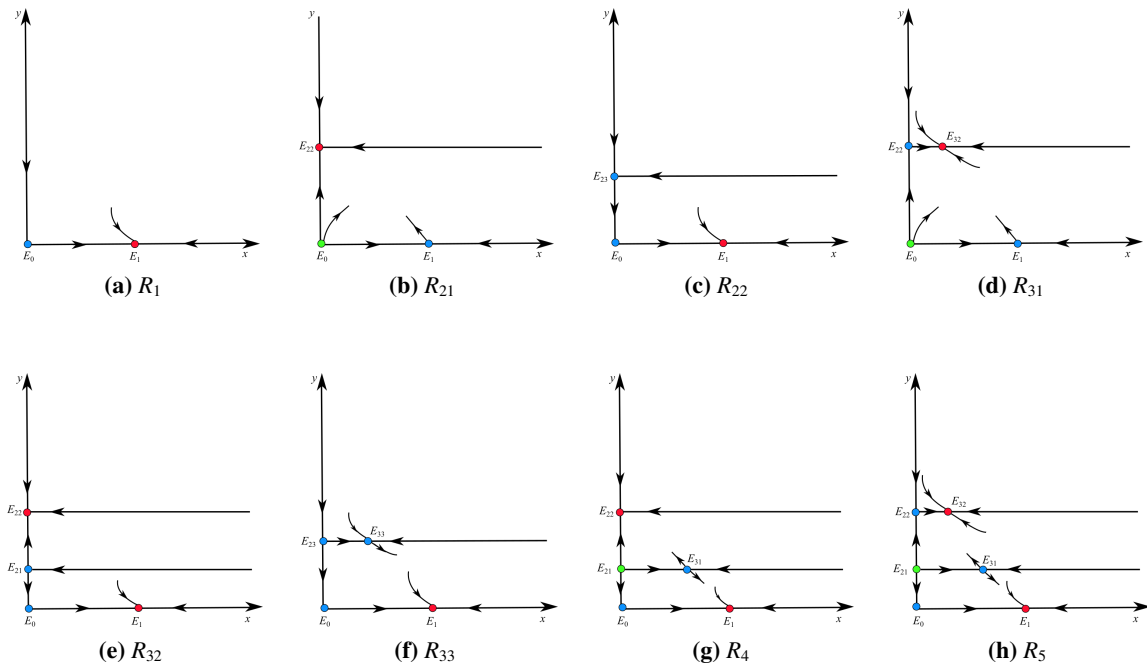 y
E0
E1
x
(a) R1
y
E22
E0
E1
x
(b) R21
y
E23
E0
E1
x
(c) R22
y
E32
E22
E0
E1
x
(d) R31
y
E22
E21
E0
E1
x
(e) R32
y
E33
E23
E0
E1
x
(f) R33
y
E22
E31
E21
E0
E1
x
(g) R4
y
E32
E22
E31
E21
E0
E1
x
(h) R5